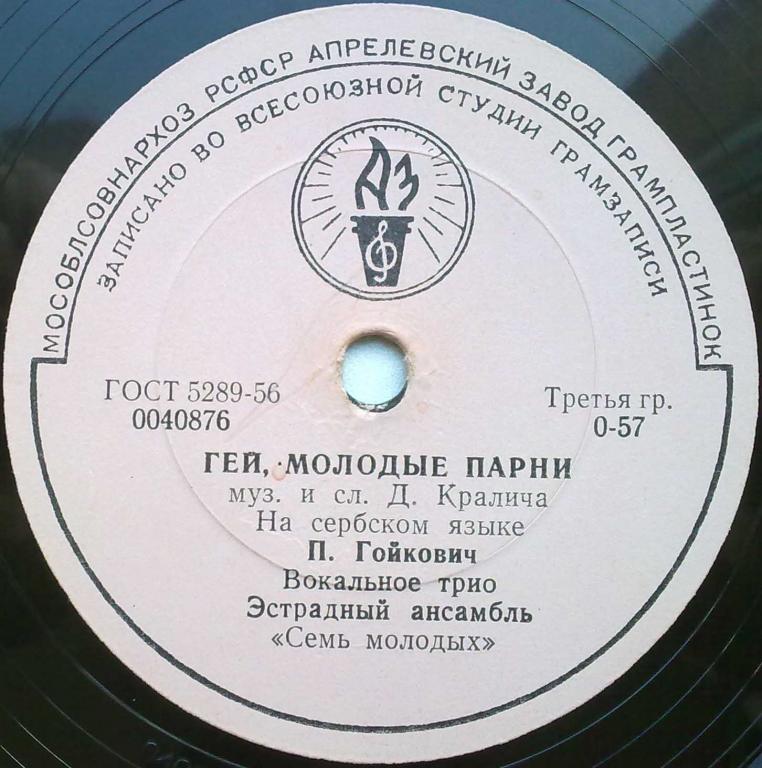 МОСОБЛСОВНАРХОЗ РСФСР АПРЕЛЕВСКИЙ ЗАВОД ГРАМПЛАСТИНОК
ЗАПИСАНО ВО ВСЕСОЮЗНОЙ СТУДИИ ГРАМЗАПИСИ
АЗ
ГОСТ 5289-56
0040876
Третья гр.
0-57
ГЕЙ, МОЛОДЫЕ ПАРНИ
муз. и сл. Д. Кралича
На сербском языке
П. Гойкович
Вокальное трио
Эстрадный ансамбль
«Семь молодых»